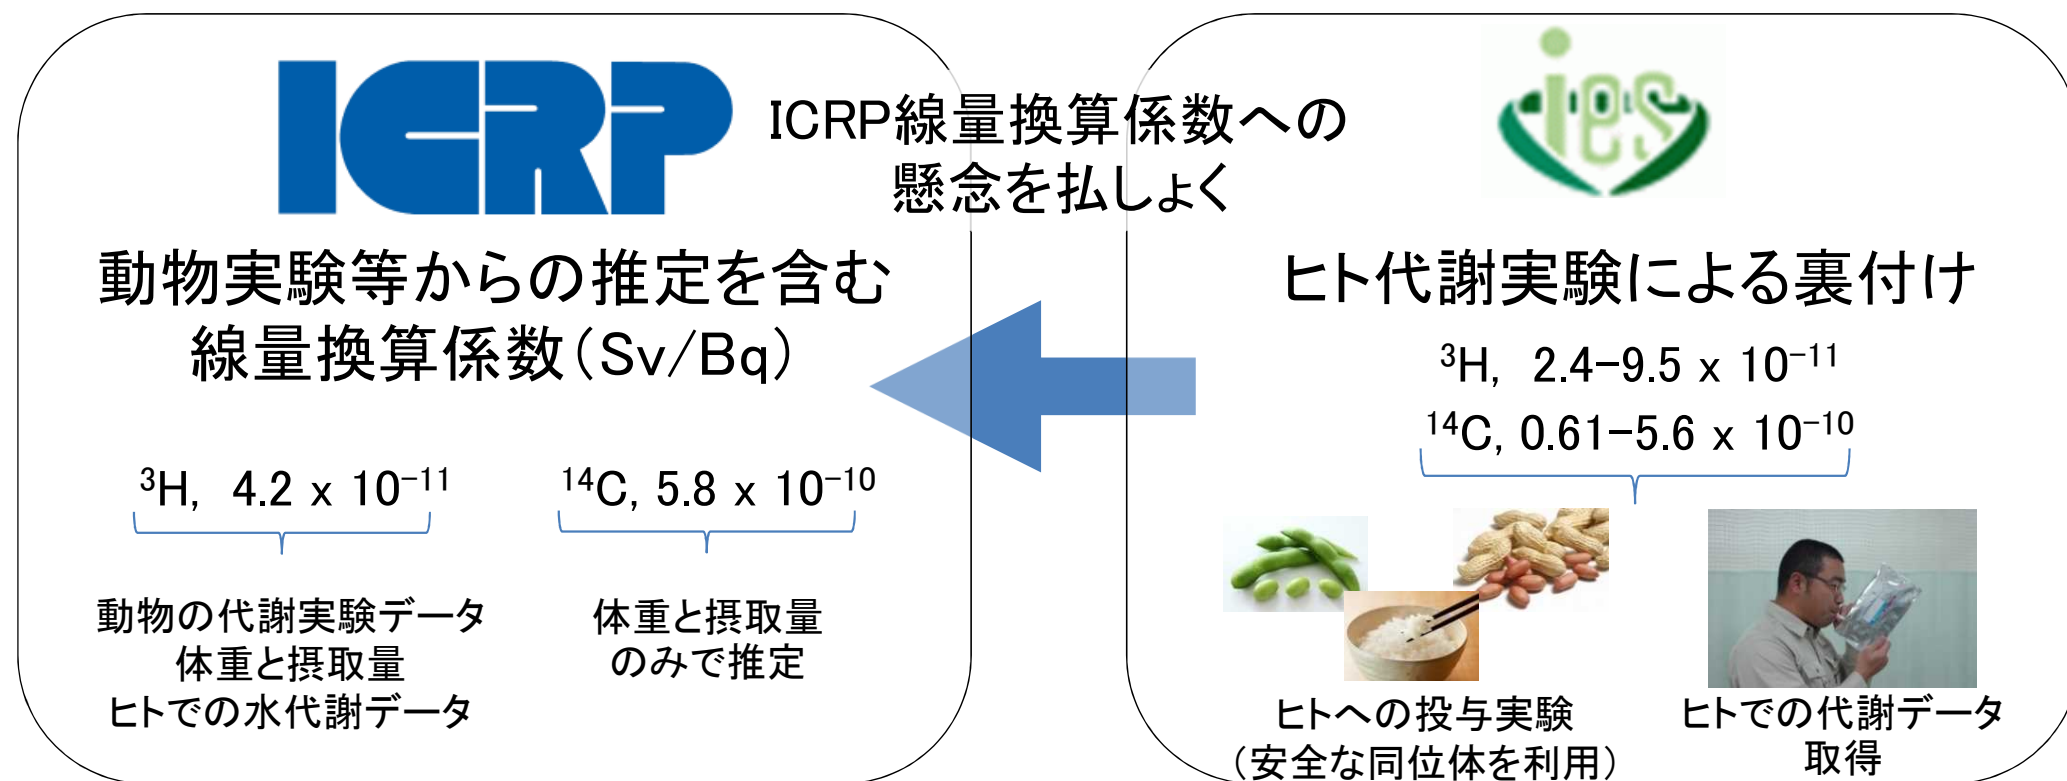 ICRP
動物実験等からの推定を含む
線量換算係数(Sv/Bq)
³H, 4.2 x 10⁻¹¹
動物の代謝実験データ
体重と摂取量
ヒトでの水代謝データ
¹⁴C, 5.8 x 10⁻¹⁰
体重と摂取量
のみで推定
ICRP線量換算係数への
懸念を払しょく
ies
ヒト代謝実験による裏付け
³H, 2.4-9.5 x 10⁻¹¹
¹⁴C, 0.61-5.6 x 10⁻¹⁰
ヒトへの投与実験
(安全な同位体を利用)
ヒトでの代謝データ
取得